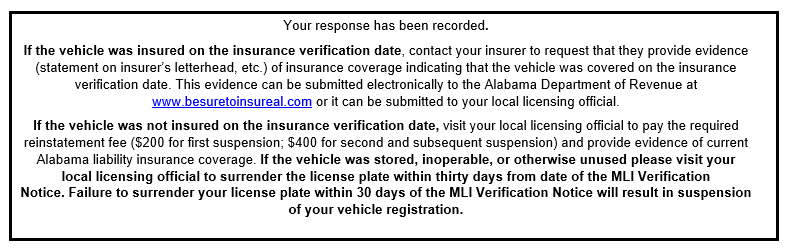 Your response has been recorded.
If the vehicle was insured on the insurance verification date, contact your insurer to request that they provide evidence
(statement on insurer's letterhead, etc.) of insurance coverage indicating that the vehicle was covered on the insurance
verification date. This evidence can be submitted electronically to the Alabama Department of Revenue at
www.besuretoinsureal.com or it can be submitted to your local licensing official.
If the vehicle was not insured on the insurance verification date, visit your local licensing official to pay the required
reinstatement fee ($200 for first suspension; $400 for second and subsequent suspension) and provide evidence of current
Alabama liability insurance coverage. If the vehicle was stored, inoperable, or otherwise unused please visit your
local licensing official to surrender the license plate within thirty days from date of the MLI Verification
Notice. Failure to surrender your license plate within 30 days of the MLI Verification Notice will result in suspension
of your vehicle registration.